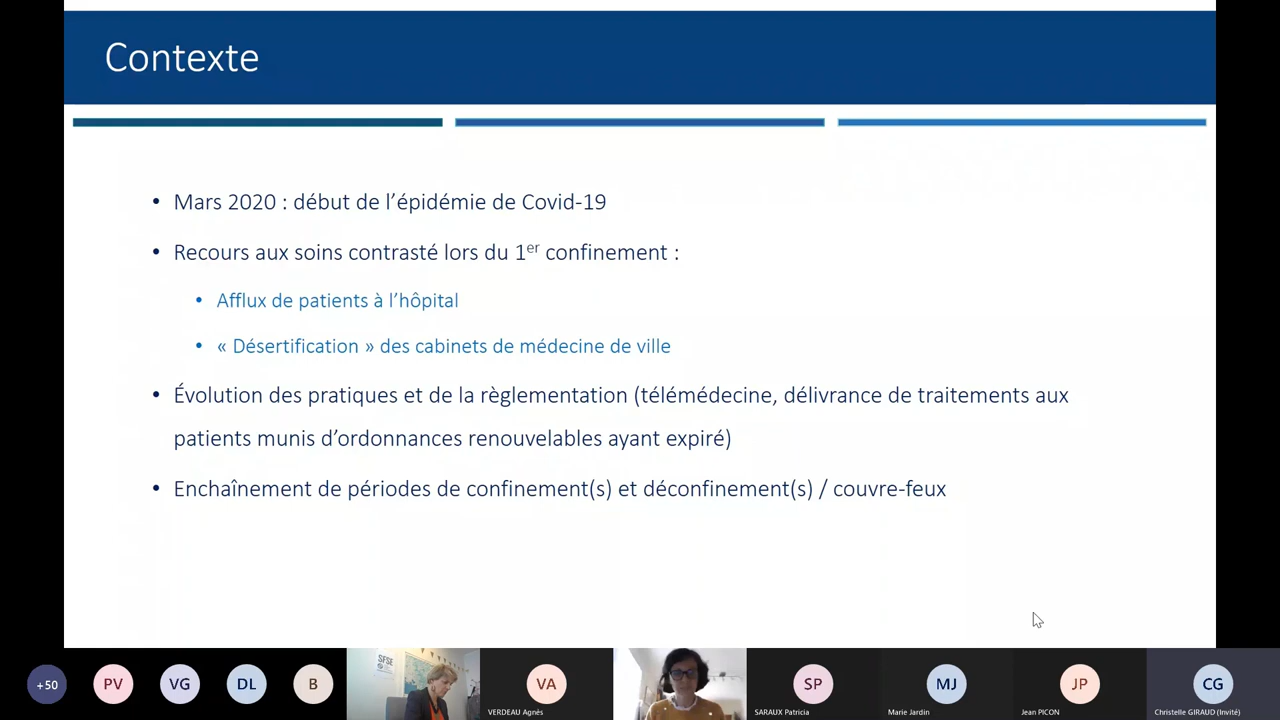 Contexte
• Mars 2020 : début de l'épidémie de Covid-19
• Recours aux soins contrasté lors du 1er confinement :
• Afflux de patients à l'hôpital
• « Désertification » des cabinets de médecine de ville
• Évolution des pratiques et de la règlementation (télémédecine, délivrance de traitements aux
patients munis d'ordonnances renouvelables ayant expiré)
• Enchaînement de périodes de confinement(s) et déconfinement(s) / couvre-feux
+50
PV
VG
DL
B
SFSE
VA
VERDEAU Agnès
SP
SARAUX Patricia
MJ
Marie Jardin
JP
Jean PICON
CG
Christelle GIRAUD (Invité)